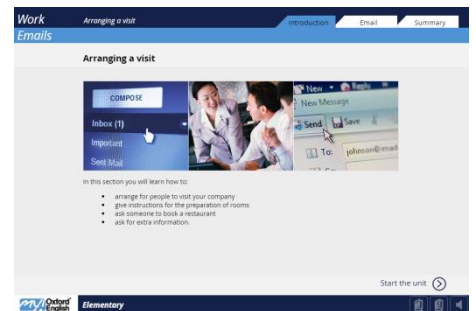 Work
Arranging a visit
Introduction
Email
Summary
Emails
Arranging a visit
COMPOSE
Inbox (1)
Important
Sent Mail
New
Reply
New Message
Send
Save
To:
In this section you will learn how to:
• arrange for people to visit your company
• give instructions for the preparation of rooms
• ask someone to book a restaurant
• ask for extra information.
Start the unit
my Oxford English
Elementary